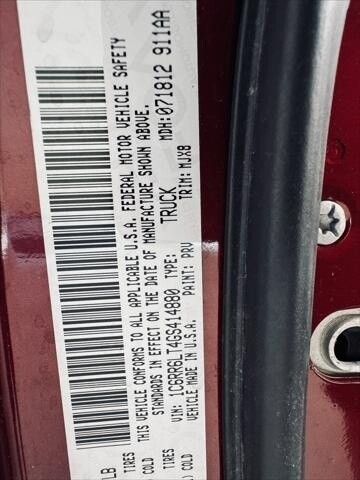 LB
TIRES
COLD
THIS VEHICLE CONFORMS TO ALL APPLICABLE U.S.A. FEDERAL MOTOR VEHICLE SAFETY
STANDARDS IN EFFECT ON THE DATE OF MANUFACTURE SHOWN ABOVE.
TIRES
COLD
VIN: 1C6RR6LT4GS414880 TYPE: TRUCK MDH:071812 911AA
VEHICLE MADE IN U.S.A. PAINT: PRV TRIM: MJX8